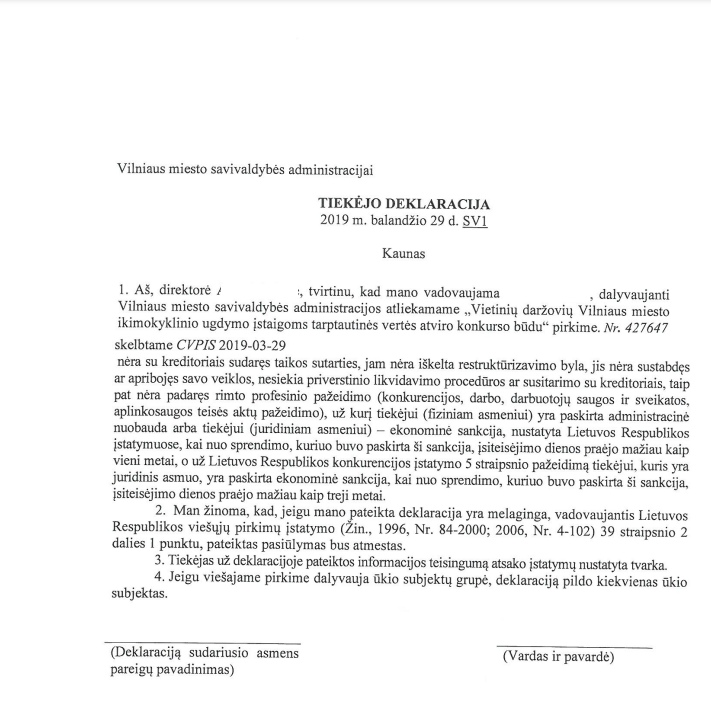 Vilniaus miesto savivaldybės administracijai
TIEKĖJO DEKLARACIJA
2019 m. balandžio 29 d. SV1
Kaunas
1. Aš, direktorė , tvirtinu, kad mano vadovaujama , dalyvaujanti
Vilniaus miesto savivaldybės administracijos atliekamame „Vietinių daržovių Vilniaus miesto
ikimokyklinio ugdymo įstaigoms tarptautinės vertės atviro konkurso būdu“ pirkime. Nr. 427647
skelbtame CVPIS 2019-03-29
nėra su kreditoriais sudaręs taikos sutarties, jam nėra iškelta restruktūrizavimo byla, jis nėra sustabdęs
ar apribojęs savo veiklos, nesiekia priverstinio likvidavimo procedūros ar susitarimo su kreditoriais, taip
pat nėra padaręs rimto profesinio pažeidimo (konkurencijos, darbo, darbuotojų saugos ir sveikatos,
aplinkosaugos teisės aktų pažeidimo), už kurį tiekėjui (fiziniam asmeniui) yra paskirta administracinė
nuobauda arba tiekėjui (juridiniam asmeniui) – ekonominė sankcija, nustatyta Lietuvos Respublikos
įstatymuose, kai nuo sprendimo, kuriuo buvo paskirta ši sankcija, įsiteisėjimo dienos praėjo mažiau kaip
vieni metai, o už Lietuvos Respublikos konkurencijos įstatymo 5 straipsnio pažeidimą tiekėjui, kuris yra
juridinis asmuo, yra paskirta ekonominė sankcija, kai nuo sprendimo, kuriuo buvo paskirta ši sankcija,
įsiteisėjimo dienos praėjo mažiau kaip treji metai.
2. Man žinoma, kad, jeigu mano pateikta deklaracija yra melaginga, vadovaujantis Lietuvos
Respublikos viešųjų pirkimų įstatymo (Žin., 1996, Nr. 84-2000; 2006, Nr. 4-102) 39 straipsnio 2
dalies 1 punktu, pateiktas pasiūlymas bus atmestas.
3. Tiekėjas už deklaracijoje pateiktos informacijos teisingumą atsako įstatymų nustatyta tvarka.
4. Jeigu viešajame pirkime dalyvauja ūkio subjektų grupė, deklaraciją pildo kiekvienas ūkio
subjektas.
(Deklaraciją sudariusio asmens
pareigų pavadinimas)
(Vardas ir pavardė)